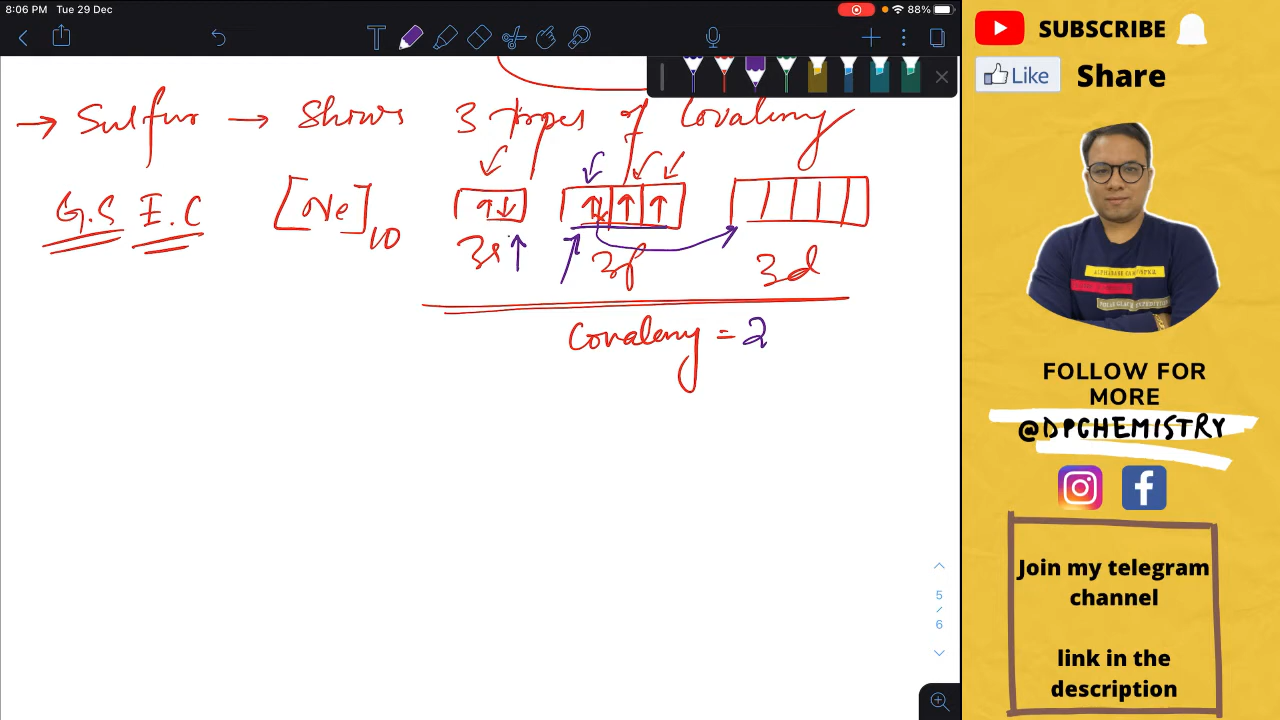 8:06 PM Tue 29 Dec
88%
→ Sulfur → Shows 3 types of Covalency
G.S E.C [Ne]10
3s 3p 3d
Covalency = 2
5
/
6
SUBSCRIBE
Like Share
FOLLOW FOR
MORE
@DPCHEMISTRY
Join my telegram
channel
link in the
description